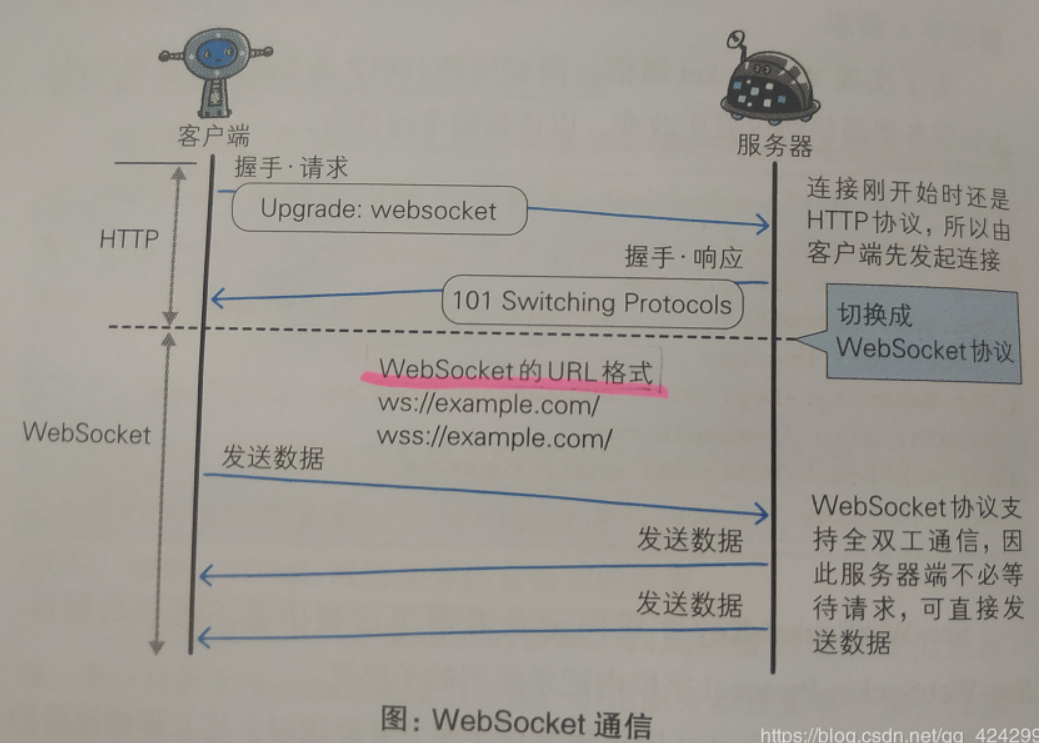 客户端
服务器
握手·请求
Upgrade: websocket
连接刚开始时还是
HTTP协议，所以由
客户端先发起连接
HTTP
握手·响应
101 Switching Protocols
切换成
WebSocket协议
WebSocket的URL格式
ws://example.com/
wss://example.com/
WebSocket
发送数据
WebSocket协议支
持全双工通信，因
此服务器端不必等
待请求，可直接发
送数据
发送数据
发送数据
图：WebSocket 通信
https://blog.csdn.net/qq_424299